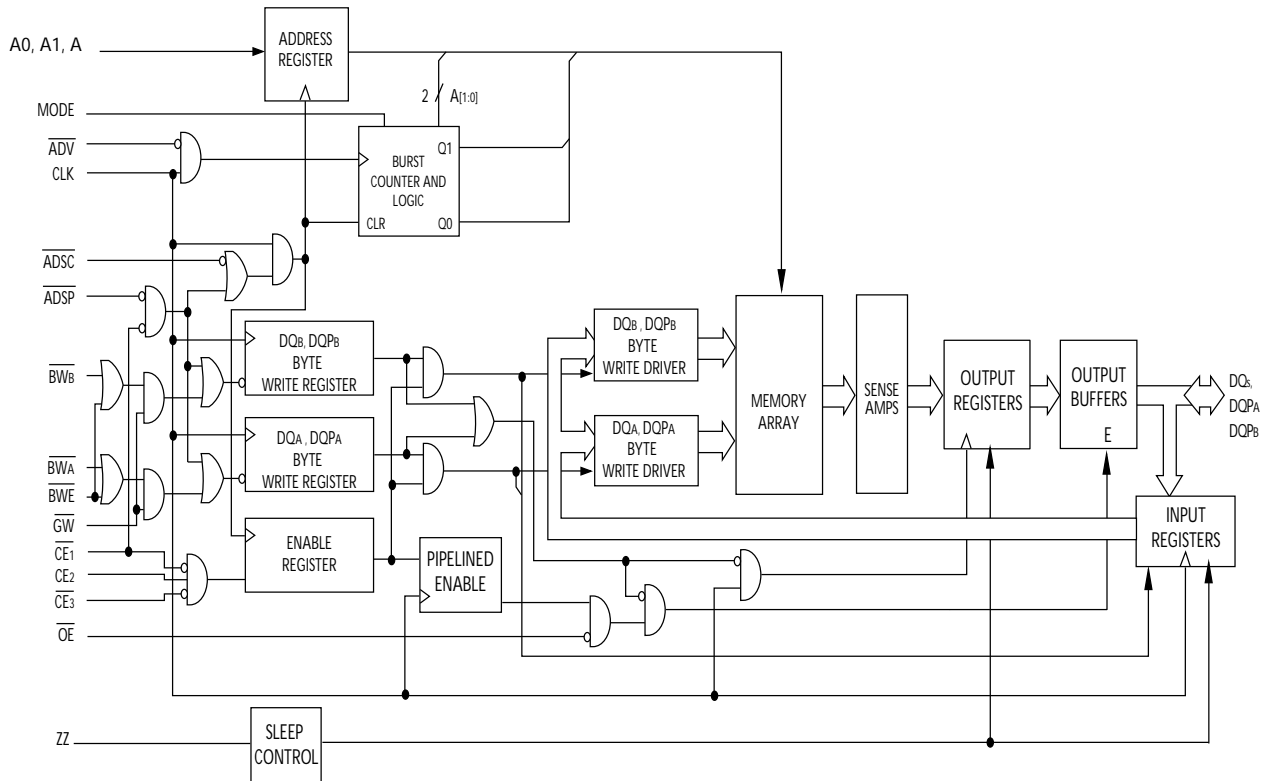 A0, A1, A
ADDRESS
REGISTER
MODE
2
A[1:0]
ADV
CLK
BURST
COUNTER AND
LOGIC
Q1
CLR
Q0
ADSC
ADSP
BWB
BWA
BWE
GW
CE1
CE2
CE3
OE
DQB , DQPB
BYTE
WRITE REGISTER
DQA , DQPA
BYTE
WRITE REGISTER
ENABLE
REGISTER
PIPELINED
ENABLE
DQB , DQPB
BYTE
WRITE DRIVER
DQA, DQPA
BYTE
WRITE DRIVER
MEMORY
ARRAY
SENSE
AMPS
OUTPUT
REGISTERS
OUTPUT
BUFFERS
E
DQs,
DQPA
DQPB
INPUT
REGISTERS
ZZ
SLEEP
CONTROL